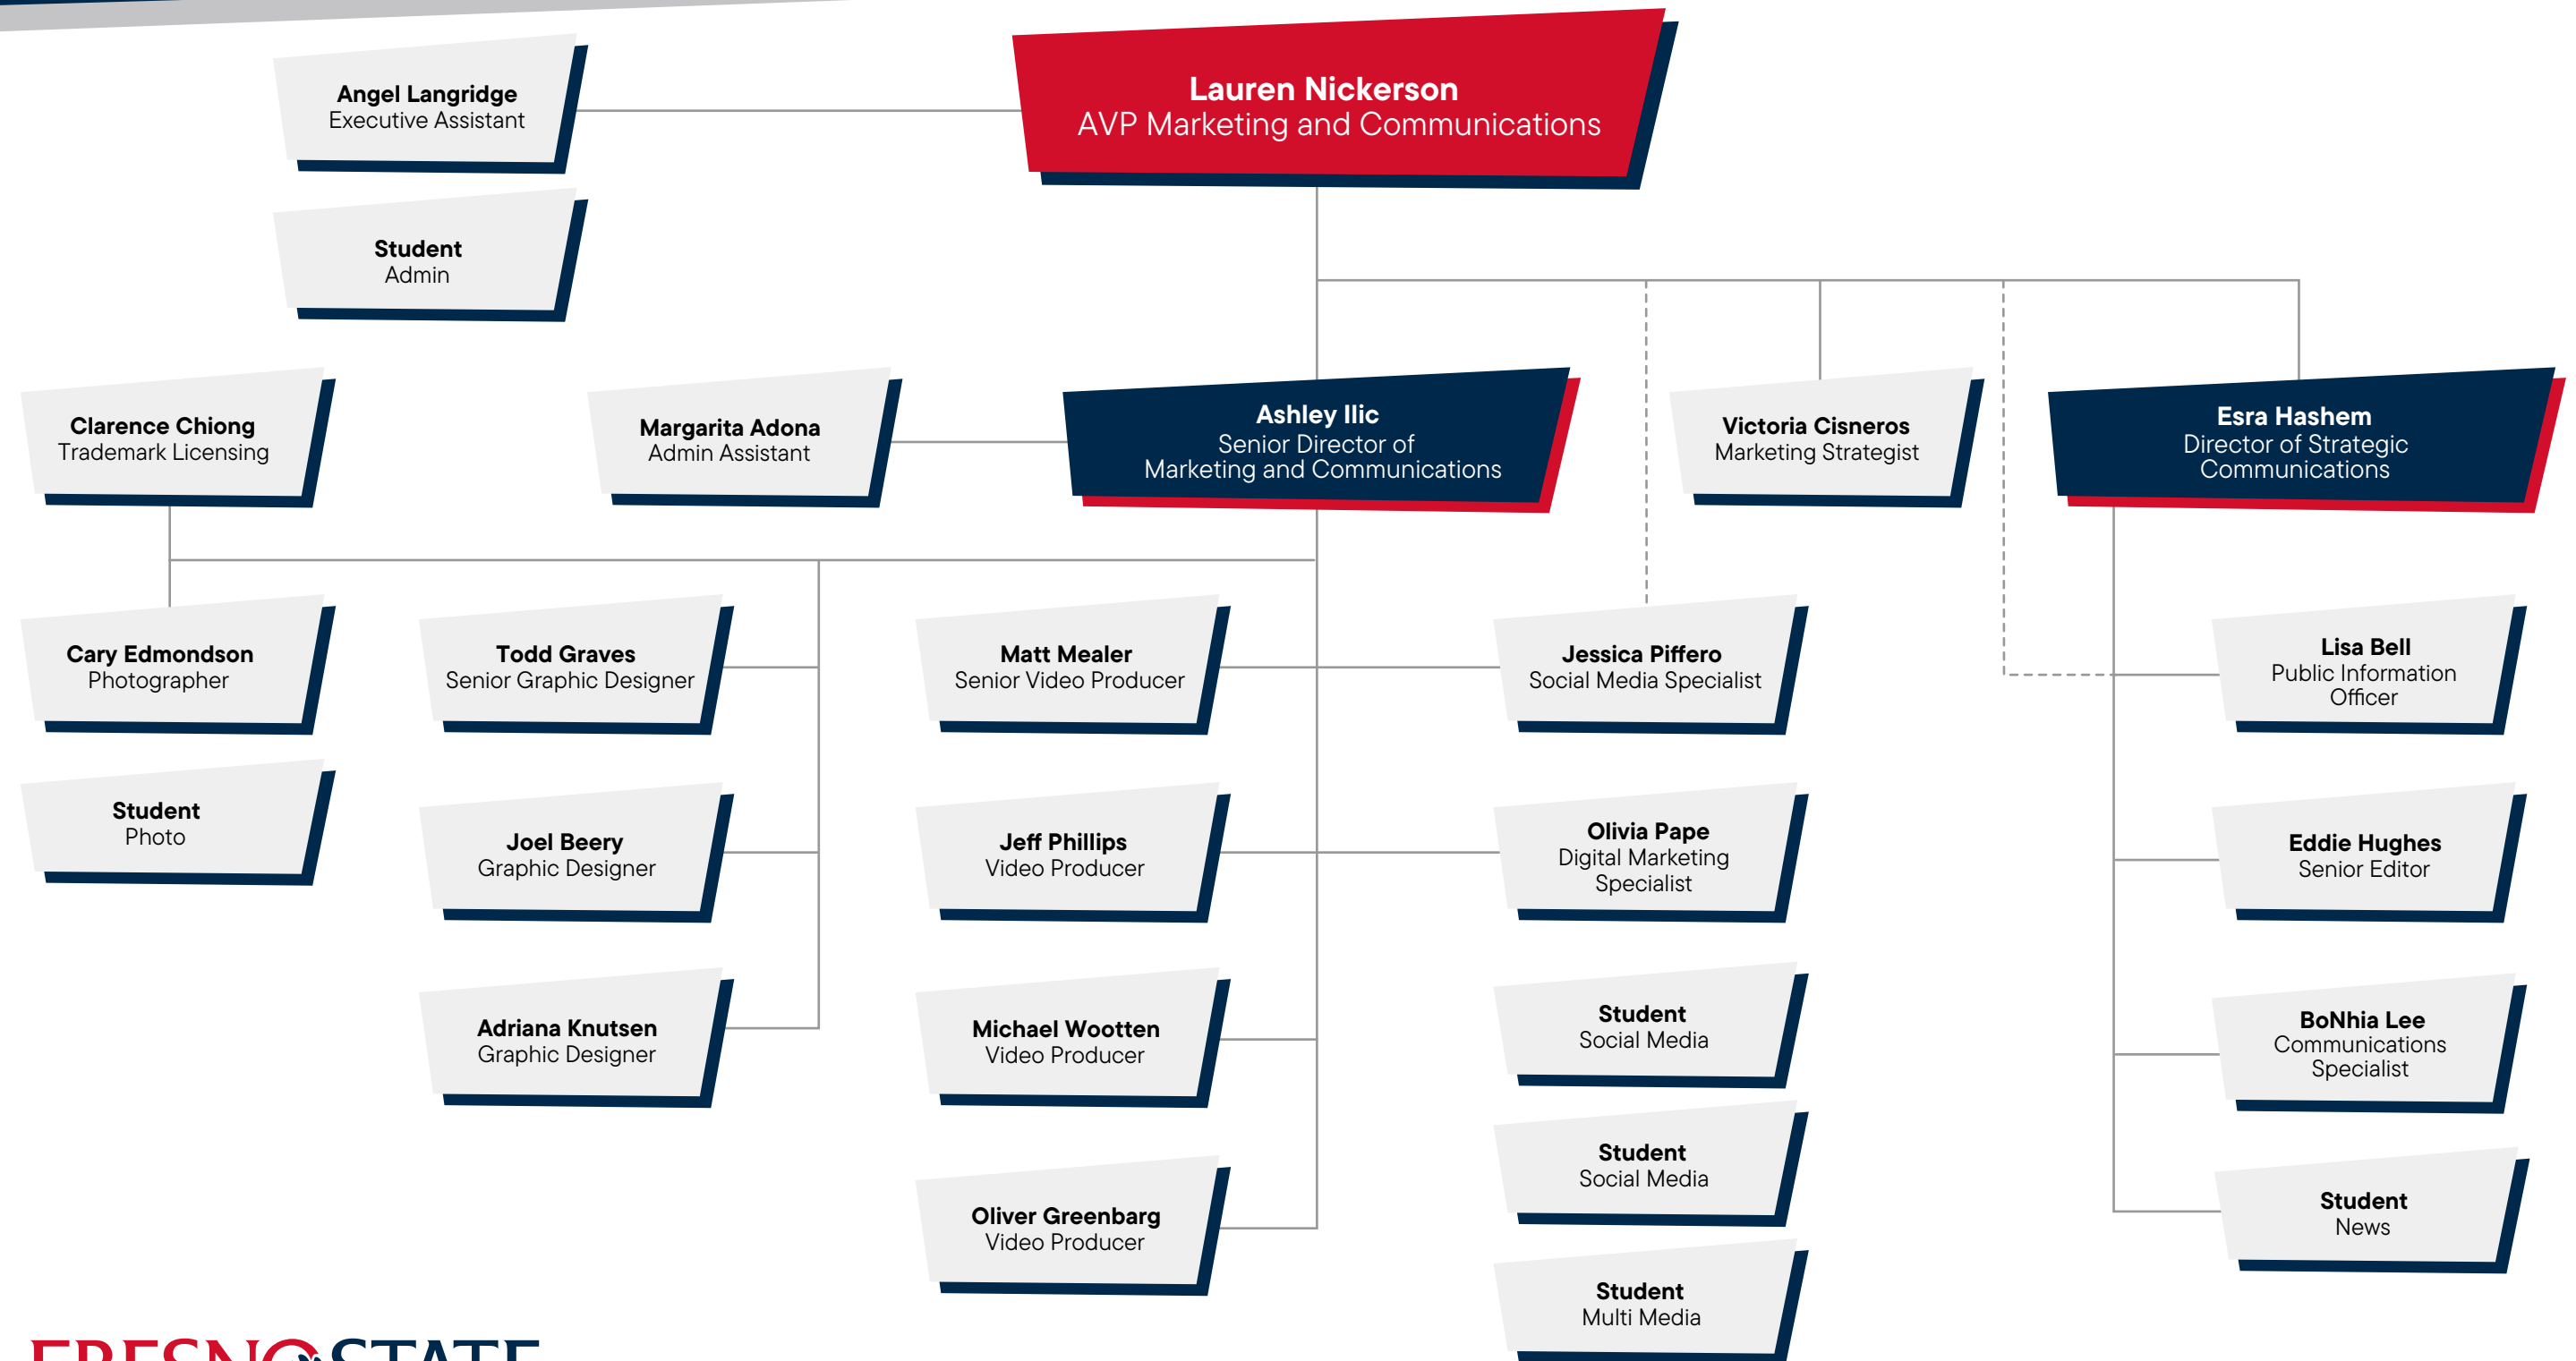 Angel Langridge
Executive Assistant
Lauren Nickerson
AVP Marketing and Communications
Student
Admin
Clarence Chiong
Trademark Licensing
Margarita Adona
Admin Assistant
Ashley Ilic
Senior Director of
Marketing and Communications
Victoria Cisneros
Marketing Strategist
Esra Hashem
Director of Strategic
Communications
Cary Edmondson
Photographer
Todd Graves
Senior Graphic Designer
Matt Mealer
Senior Video Producer
Jessica Piffero
Social Media Specialist
Lisa Bell
Public Information
Officer
Student
Photo
Joel Beery
Graphic Designer
Jeff Phillips
Video Producer
Olivia Pape
Digital Marketing
Specialist
Eddie Hughes
Senior Editor
Adriana Knutsen
Graphic Designer
Michael Wootten
Video Producer
Student
Social Media
BoNhia Lee
Communications
Specialist
Student
Social Media
Oliver Greenbarg
Video Producer
Student
News
Student
Multi Media
FRESNO STATE